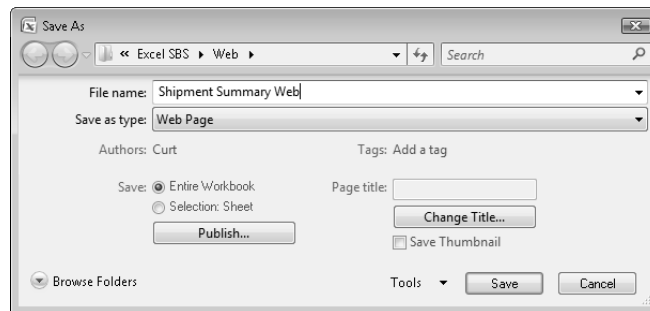 Save As
« Excel SBS ▸ Web ▸ Search
File name: Shipment Summary Web
Save as type: Web Page
Authors: Curt Tags: Add a tag
Save: Entire Workbook Page title:
Selection: Sheet Change Title...
Publish... Save Thumbnail
Browse Folders Tools Save Cancel